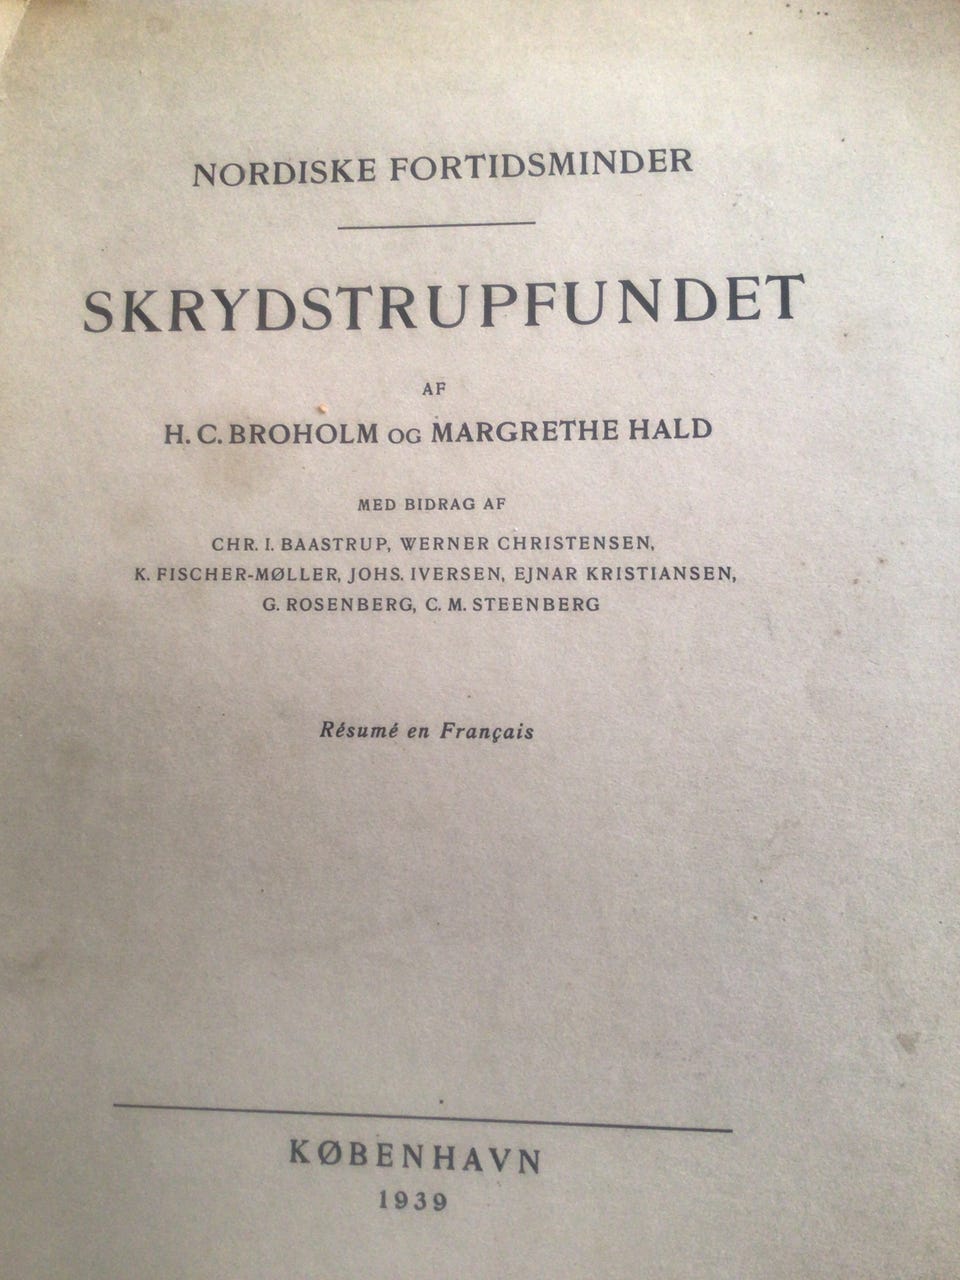 NORDISKE FORTIDSMINDER
SKRYDSTRUPFUNDET
AF
H. C. BROHOLM OG MARGRETHE HALD
MED BIDRAG AF
CHR. I. BAASTRUP, WERNER CHRISTENSEN,
K. FISCHER-MØLLER, JOHS. IVERSEN, EJNAR KRISTIANSEN,
G. ROSENBERG, C. M. STEENBERG
Résumé en Français
KØBENHAVN
1939